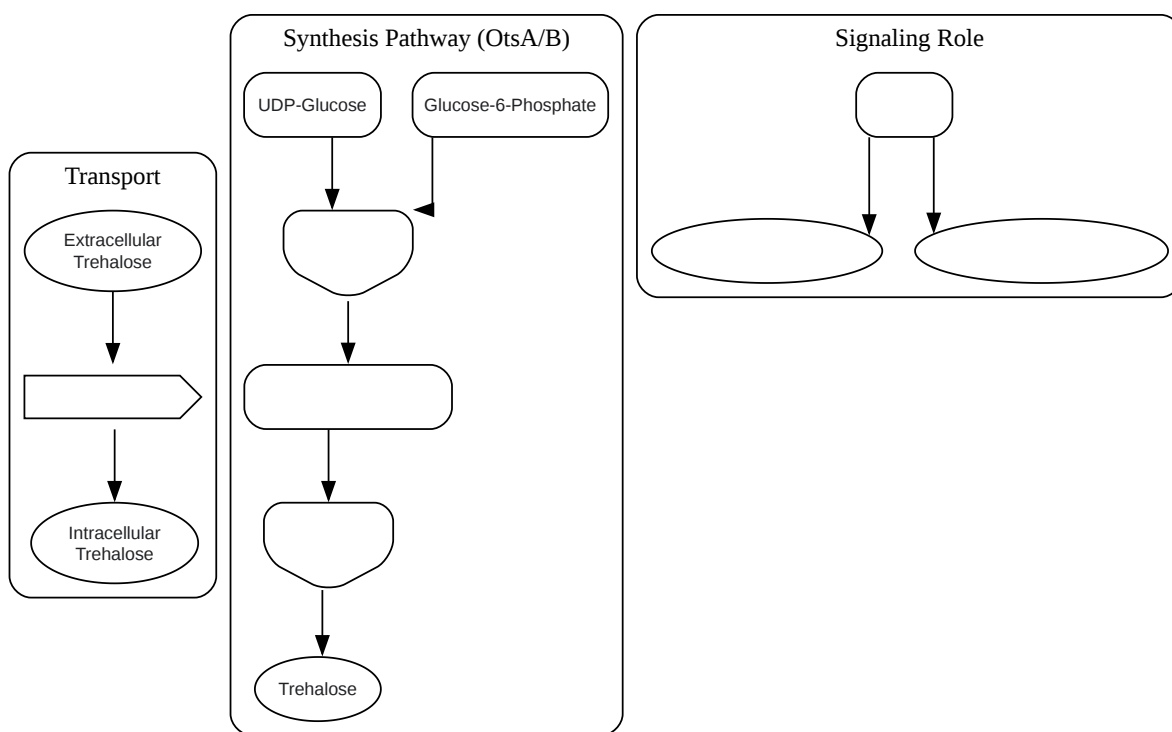 Transport
Extracellular
Trehalose
Intracellular
Trehalose
Synthesis Pathway (OtsA/B)
UDP-Glucose
Glucose-6-Phosphate
Trehalose
Signaling Role